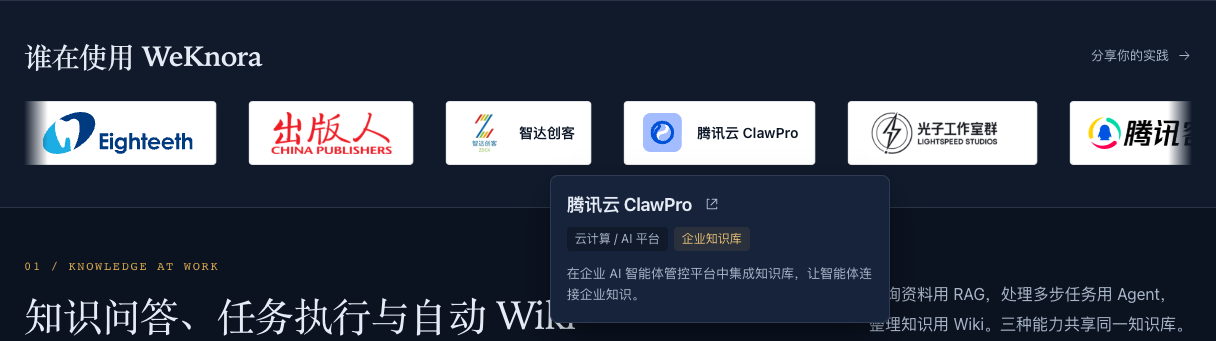 谁在使用 WeKnora
分享你的实践 →
Eighteeth
出版人
CHINA PUBLISHERS
智达创客
ZDCK
智达创客
腾讯云 ClawPro
光子工作室群
LIGHTSPEED STUDIOS
腾讯
腾讯云 ClawPro
云计算 / AI 平台
企业知识库
在企业 AI 智能体管控平台中集成知识库，让智能体连
接企业知识。
01 / KNOWLEDGE AT WORK
知识问答、任务执行与自动 Wiki
询资料用 RAG，处理多步任务用 Agent，
整理知识用 Wiki。三种能力共享同一知识库。